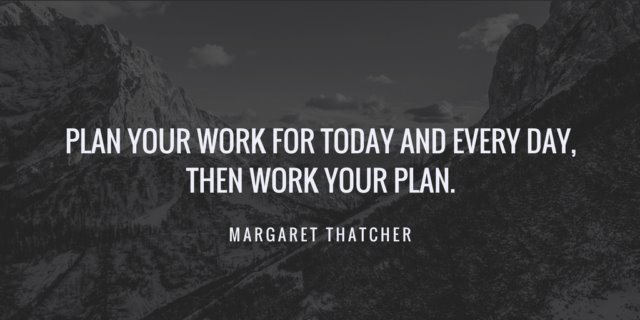 PLAN YOUR WORK FOR TODAY AND EVERY DAY,
THEN WORK YOUR PLAN.
MARGARET THATCHER